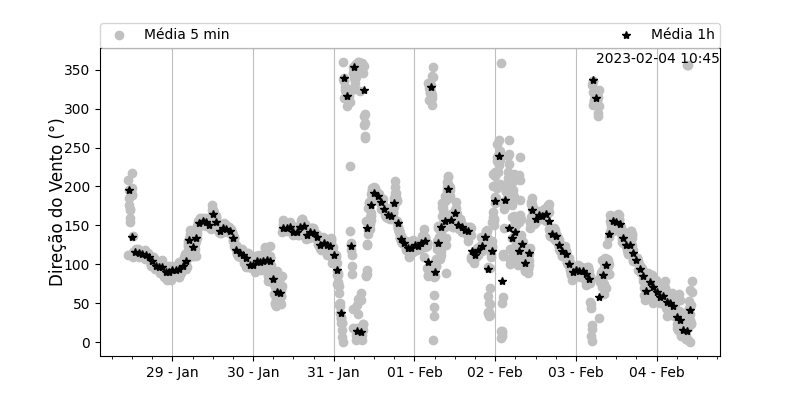 Média 5 min
Média 1h
2023-02-04 10:45
Direção do Vento (°)
350
300
250
200
150
100
50
0
29 - Jan
30 - Jan
31 - Jan
01 - Feb
02 - Feb
03 - Feb
04 - Feb